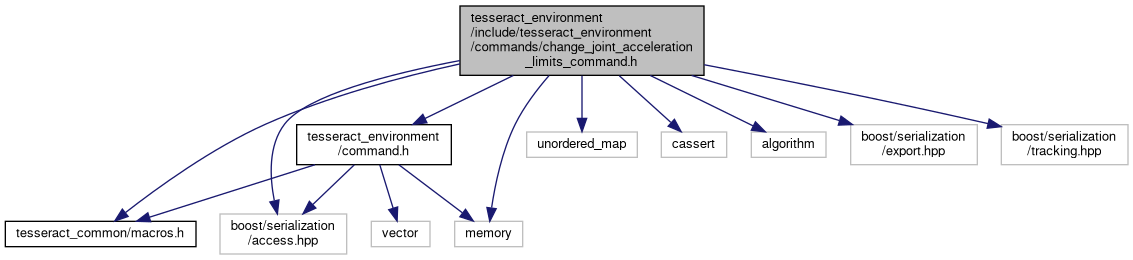 tesseract_environment
/include/tesseract_environment
/commands/change_joint_acceleration
_limits_command.h
tesseract_environment
/command.h
unordered_map
cassert
algorithm
boost/serialization
/export.hpp
boost/serialization
/tracking.hpp
tesseract_common/macros.h
boost/serialization
/access.hpp
vector
memory